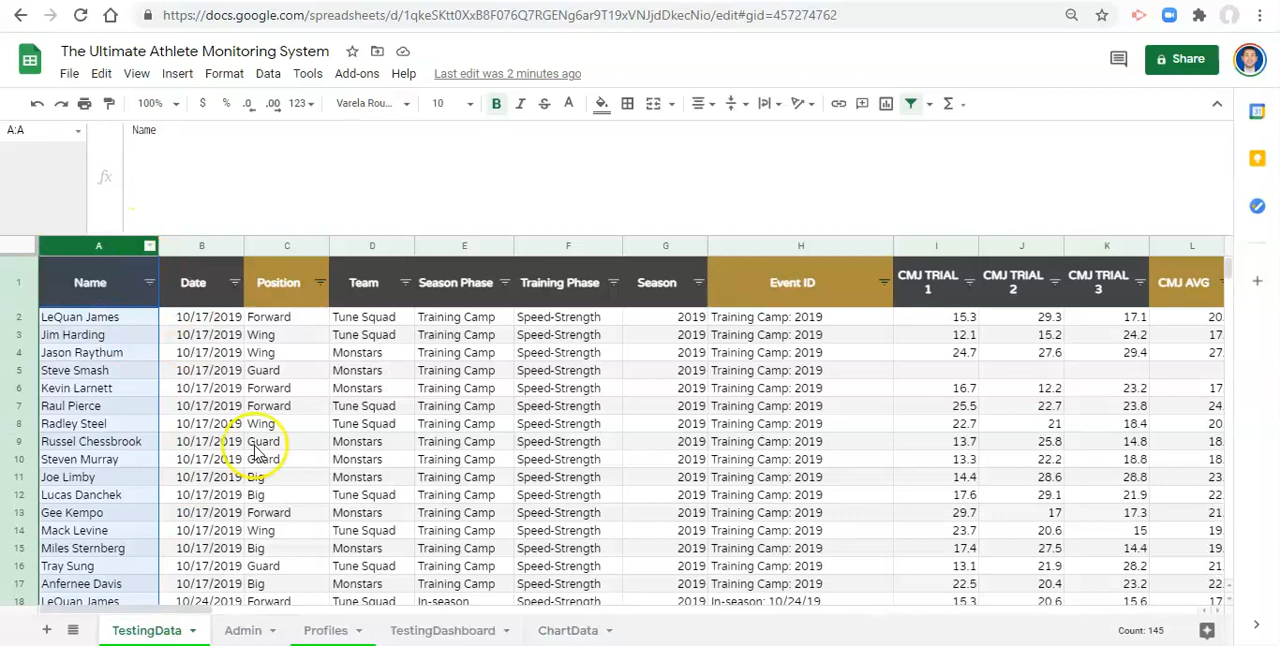 https://docs.google.com/spreadsheets/d/1qkeSKtt0XxB8F076Q7RGENg6ar9T19xVNJjdDkecNio/edit#gid=457274762
The Ultimate Athlete Monitoring System
File Edit View Insert Format Data Tools Add-ons Help Last edit was 2 minutes ago Share
100% $ % .0 .00 123 Varela Rou... 10 B I S A Σ
A:A Name
fx
A B C D E F G H I J K L
1 Name Date Position Team Season Phase Training Phase Season Event ID CMJ TRIAL 1 CMJ TRIAL 2 CMJ TRIAL 3 CMJ AVG
2 LeQuan James 10/17/2019 Forward Tune Squad Training Camp Speed-Strength 2019 Training Camp: 2019 15.3 29.3 17.1 20.
3 Jim Harding 10/17/2019 Wing Tune Squad Training Camp Speed-Strength 2019 Training Camp: 2019 12.1 15.2 24.2 17.
4 Jason Raythum 10/17/2019 Wing Monstars Training Camp Speed-Strength 2019 Training Camp: 2019 24.7 27.6 29.4 27.
5 Steve Smash 10/17/2019 Guard Monstars Training Camp Speed-Strength 2019 Training Camp: 2019
6 Kevin Larnett 10/17/2019 Forward Tune Squad Training Camp Speed-Strength 2019 Training Camp: 2019 16.7 12.2 23.2 17.
7 Raul Pierce 10/17/2019 Forward Tune Squad Training Camp Speed-Strength 2019 Training Camp: 2019 25.5 22.7 23.8 24.
8 Radley Steel 10/17/2019 Wing Tune Squad Training Camp Speed-Strength 2019 Training Camp: 2019 22.7 21 18.4 20.
9 Russel Chessbrook 10/17/2019 Guard Monstars Training Camp Speed-Strength 2019 Training Camp: 2019 13.7 25.8 14.8 18.
10 Steven Murray 10/17/2019 Guard Monstars Training Camp Speed-Strength 2019 Training Camp: 2019 13.3 22.2 18.8 18.
11 Joe Limby 10/17/2019 Big Monstars Training Camp Speed-Strength 2019 Training Camp: 2019 14.4 28.6 28.8 23.
12 Lucas Danchek 10/17/2019 Big Tune Squad Training Camp Speed-Strength 2019 Training Camp: 2019 17.6 29.1 21.9 22.
13 Gee Kempo 10/17/2019 Forward Monstars Training Camp Speed-Strength 2019 Training Camp: 2019 29.7 17 17.3 21.
14 Mack Levine 10/17/2019 Wing Tune Squad Training Camp Speed-Strength 2019 Training Camp: 2019 23.7 20.6 15 19.
15 Miles Sternberg 10/17/2019 Big Monstars Training Camp Speed-Strength 2019 Training Camp: 2019 17.4 27.5 14.4 19.
16 Tray Sung 10/17/2019 Guard Tune Squad Training Camp Speed-Strength 2019 Training Camp: 2019 13.1 21.9 28.2 21.
17 Anfernee Davis 10/17/2019 Big Monstars Training Camp Speed-Strength 2019 Training Camp: 2019 22.5 20.4 23.2 22.
18 LeQuan James 10/24/2019 Forward Tune Squad In-season Speed-Strength 2019 In-season: 10/24/19 15.3 20.6 15.6 17.
TestingData Admin Profiles TestingDashboard ChartData Count: 145